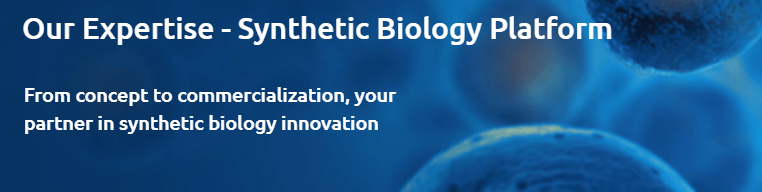 Our Expertise - Synthetic Biology Platform
From concept to commercialization, your
partner in synthetic biology innovation